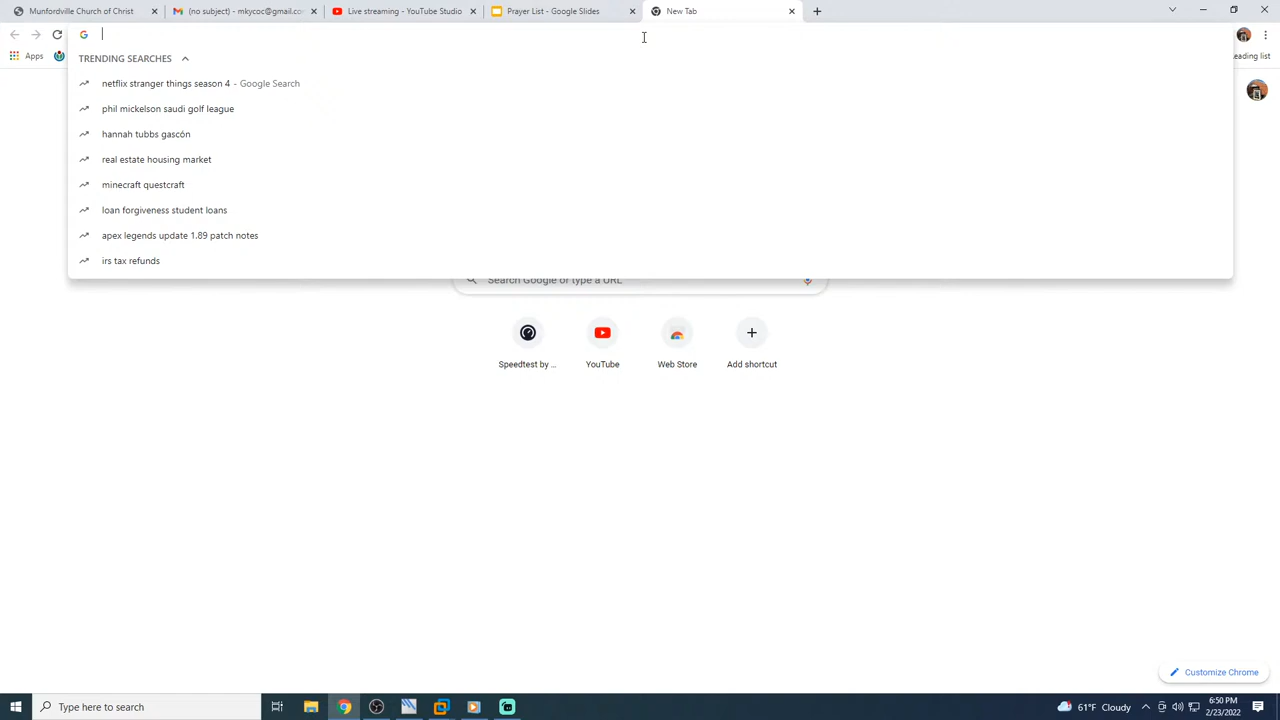 Munfordville Church of Christ
(no subject) - mkycoc@gmail.co
Live streaming - YouTube Studio
Prayer List - Google Slides
New Tab
Apps
eading list
TRENDING SEARCHES
netflix stranger things season 4 - Google Search
phil mickelson saudi golf league
hannah tubbs gascón
real estate housing market
minecraft questcraft
loan forgiveness student loans
apex legends update 1.89 patch notes
irs tax refunds
Search Google or type a URL
Speedtest by ...
YouTube
Web Store
Add shortcut
Customize Chrome
Type here to search
61°F Cloudy
6:50 PM
2/23/2022